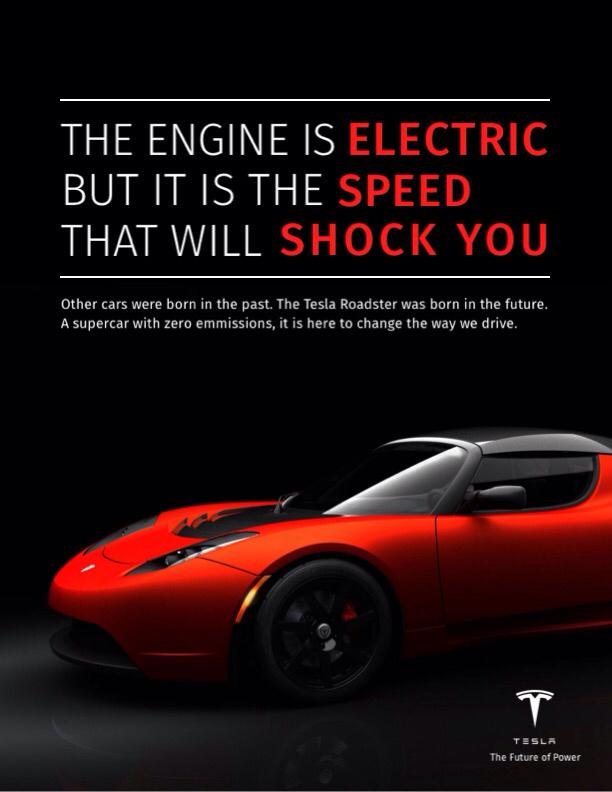 THE ENGINE IS ELECTRIC
BUT IT IS THE SPEED
THAT WILL SHOCK YOU
Other cars were born in the past. The Tesla Roadster was born in the future.
A supercar with zero emmissions, it is here to change the way we drive.
TESLA
The Future of Power